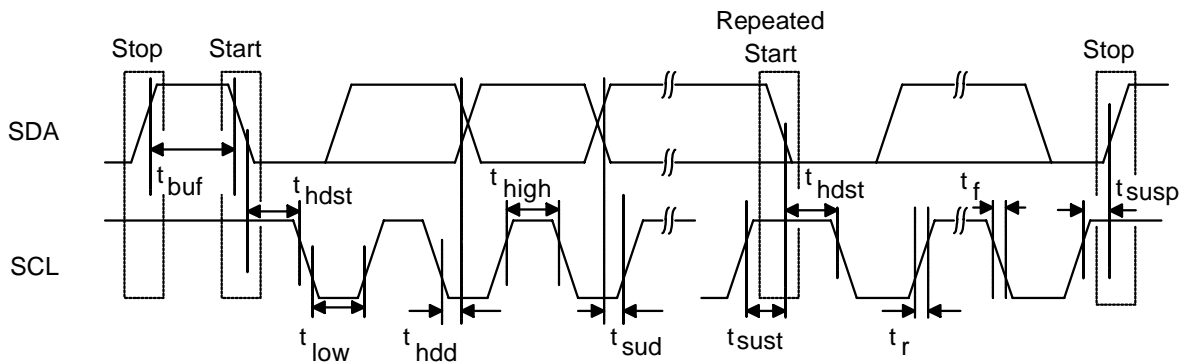 Repeated
Stop
Start
Start
Stop
SDA
t buf
t hdst
t high
t hdst
t f
t susp
SCL
t low
t hdd
t sud
t sust
t r